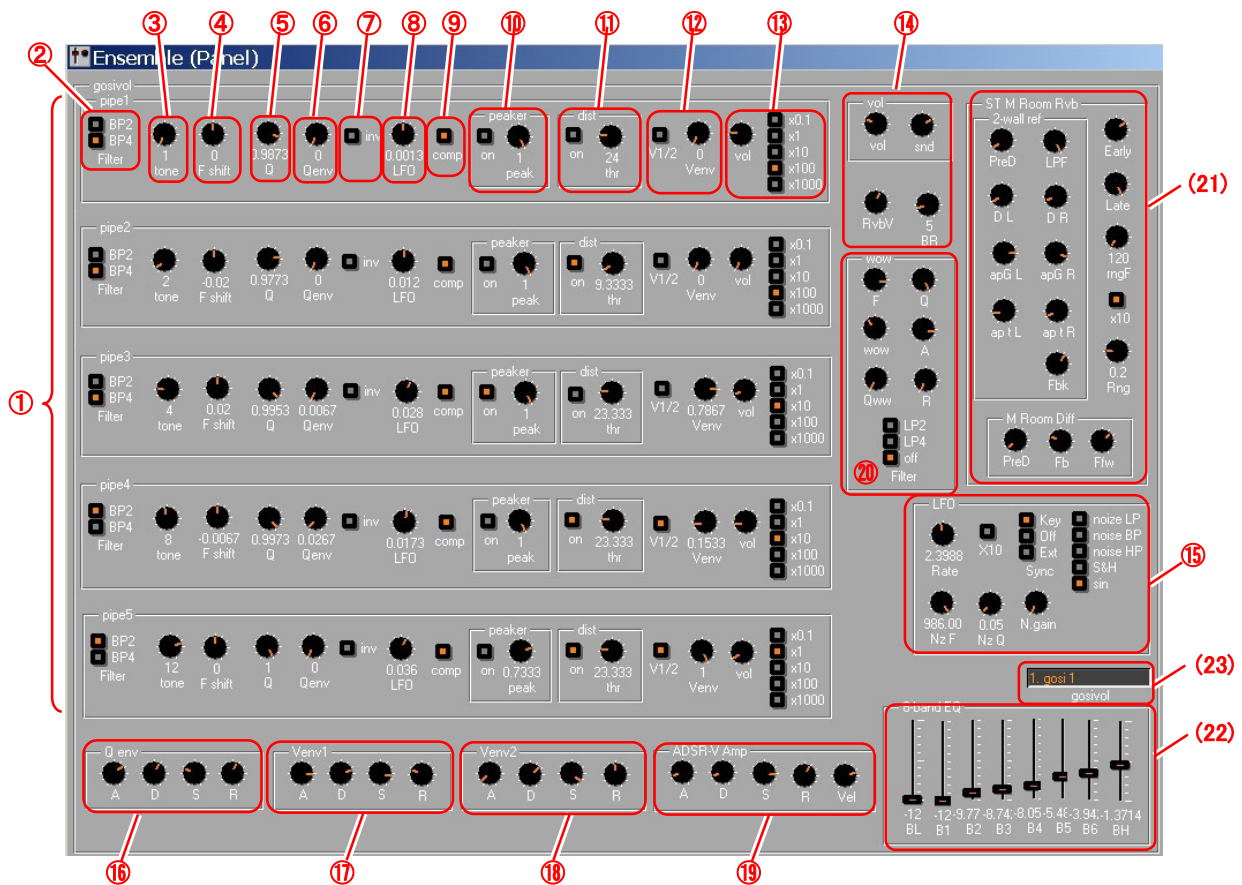 ③ ④ ⑤ ⑥ ⑦ ⑧ ⑨ ⑩ ⑪ ⑫ ⑬ ⑭
②
Ensemble (Panel)
gosivol
pipe1
BP2
BP4
Filter
1
tone
0
F shift
0.9873
Q
0
Qenv
inv
0.0013
LFO
comp
peaker
on
1
peak
dist
on
24
thr
V1/2
0
Venv
vol
x0.1
x1
x10
x100
x1000
pipe2
BP2
BP4
Filter
2
tone
-0.02
F shift
0.9773
Q
0
Qenv
inv
0.012
LFO
comp
peaker
on
1
peak
dist
on
9.3333
thr
V1/2
0
Venv
vol
x0.1
x1
x10
x100
x1000
①
pipe3
BP2
BP4
Filter
4
tone
0.02
F shift
0.9953
Q
0.0067
Qenv
inv
0.028
LFO
comp
peaker
on
1
peak
dist
on
23.333
thr
V1/2
0.7867
Venv
vol
x0.1
x1
x10
x100
x1000
pipe4
BP2
BP4
Filter
8
tone
-0.0067
F shift
0.9973
Q
0.0267
Qenv
inv
0.0173
LFO
comp
peaker
on
1
peak
dist
on
23.333
thr
V1/2
0.1533
Venv
vol
x0.1
x1
x10
x100
x1000
pipe5
BP2
BP4
Filter
12
tone
0
F shift
1
Q
0
Qenv
inv
0.036
LFO
comp
peaker
on
0.7333
peak
dist
on
23.333
thr
V1/2
1
Venv
vol
x0.1
x1
x10
x100
x1000
vol
vol
snd
RvbV
5
BR
wow
F
Q
wow
A
Qww
R
LP2
LP4
off
Filter
⑳
ST M Room Rvb
2-wall ref
PreD
LPF
Early
D L
D R
Late
apG L
apG R
120
rngF
ap t L
ap t R
x10
Fbk
0.2
Rng
M Room Diff
PreD
Fb
Ffw
(21)
LFO
2.3988
Rate
X10
Key
Off
Ext
Sync
noize LP
noise BP
noise HP
S&H
sin
986.00
Nz F
0.05
Nz Q
N.gain
⑮
1. gosi 1
gosivol
(23)
8-band EQ
-12
BL
-12
B1
-9.77
B2
-8.74
B3
-8.05
B4
-5.48
B5
-3.94
B6
-1.3714
BH
(22)
Q env
A
D
S
R
Venv1
A
D
S
R
Venv2
A
D
S
R
ADSR-V Amp
A
D
S
R
Vel
⑯ ⑰ ⑱ ⑲